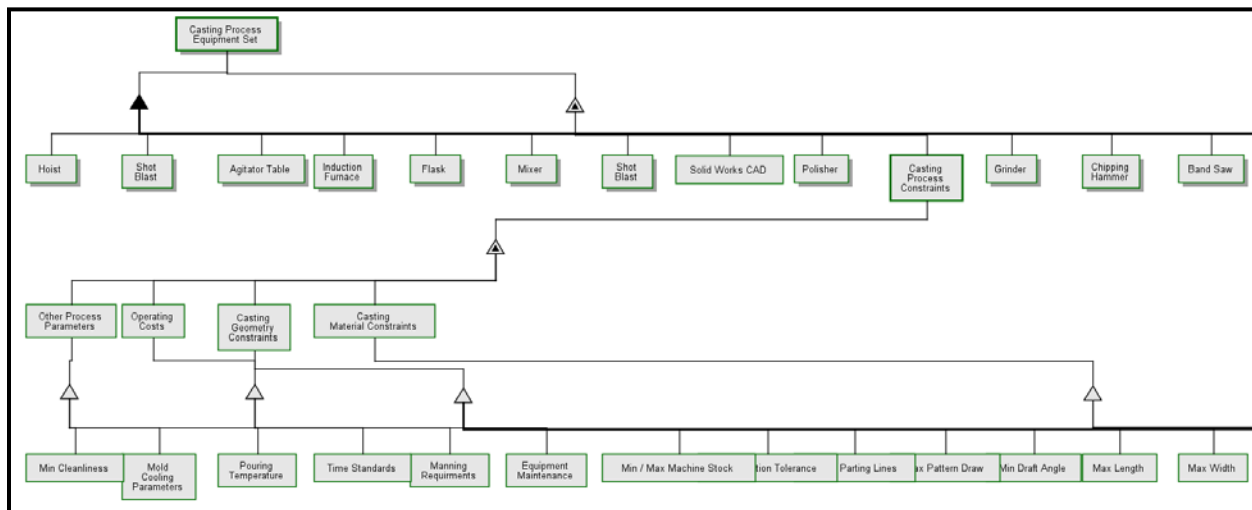 Casting Process
Equipment Set
Hoist
Shot
Blast
Agitator Table
Induction
Furnace
Flask
Mixer
Shot
Blast
Solid Works CAD
Polisher
Casting
Process
Constraints
Grinder
Chipping
Hammer
Band Saw
Other Process
Parameters
Operating
Costs
Casting
Geometry
Constraints
Casting
Material Constraints
Min Cleanliness
Mold
Cooling
Parameters
Pouring
Temperature
Time Standards
Manning
Requirments
Equipment
Maintenance
Min / Max Machine Stock
Tolerance
Parting Lines
Pattern Draw
Min Draft Angle
Max Length
Max Width